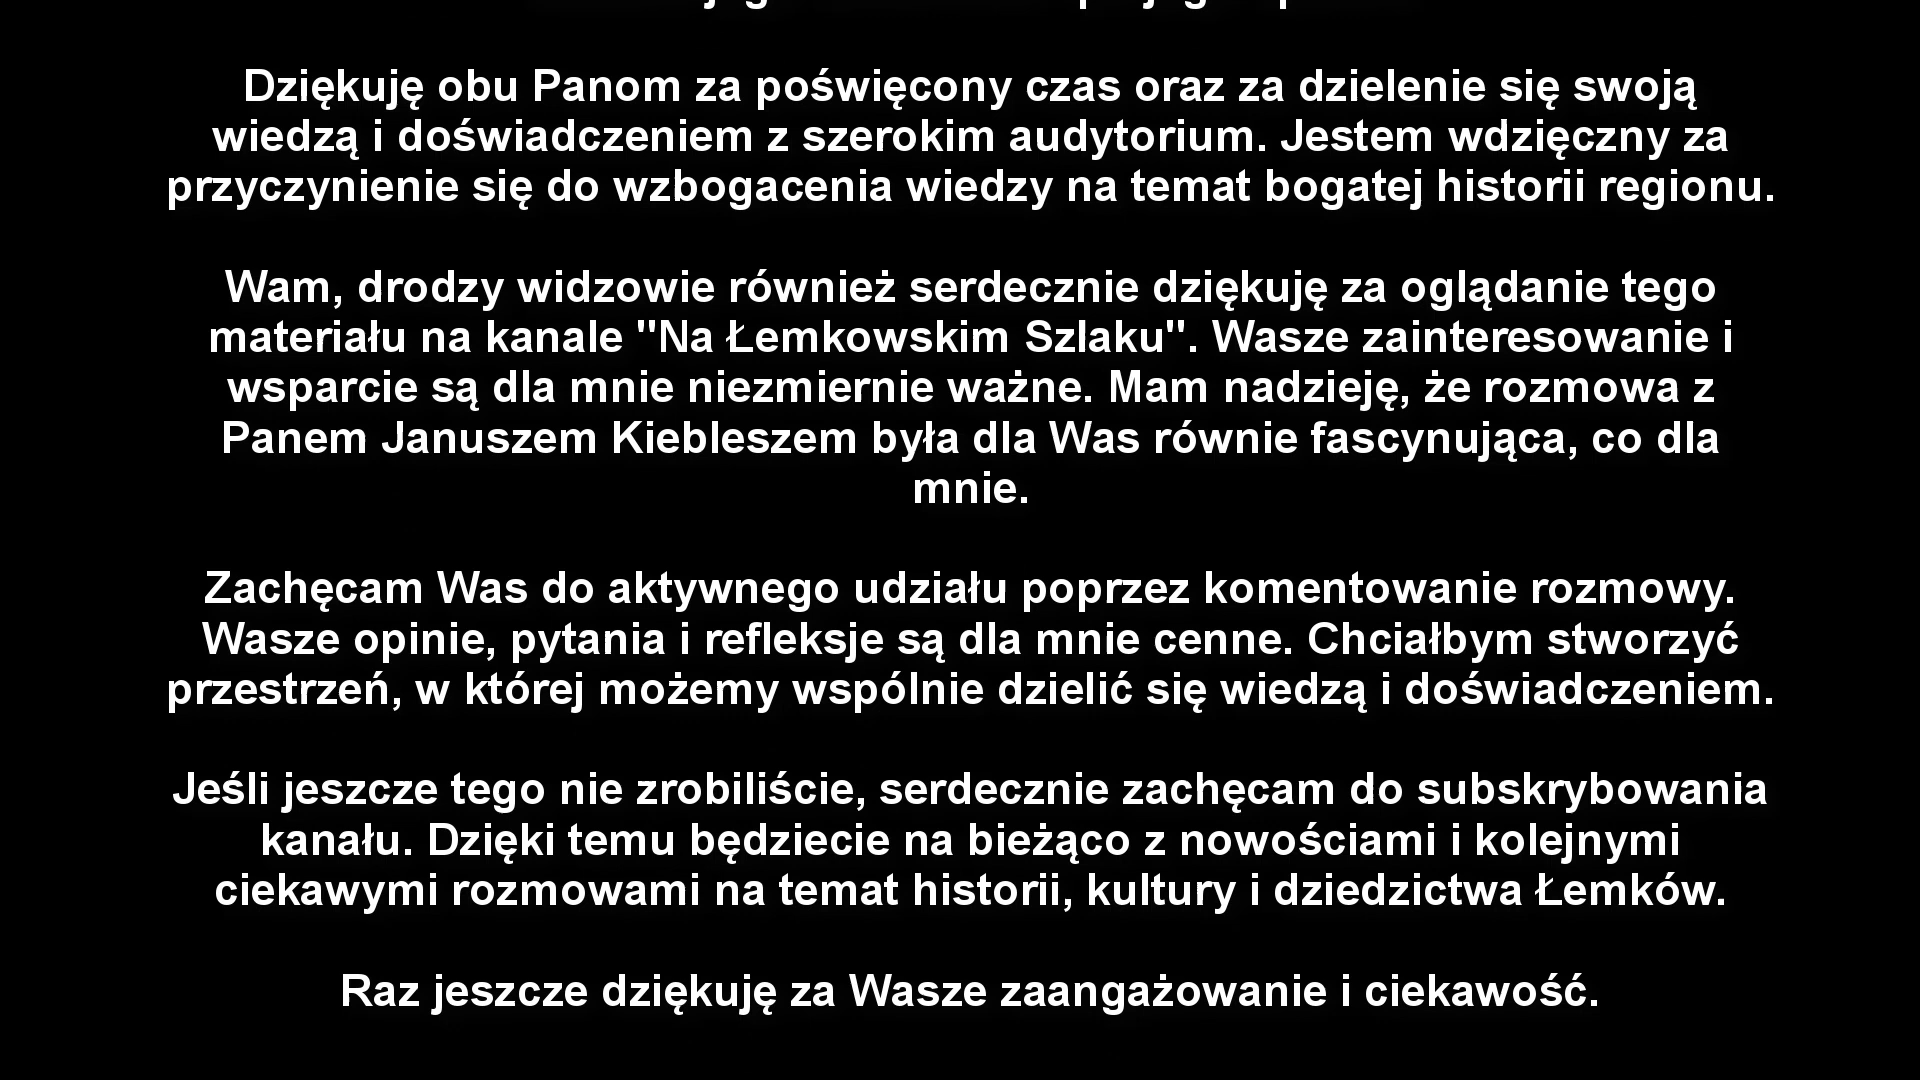 Dziękuję obu Panom za poświęcony czas oraz za dzielenie się swoją
wiedzą i doświadczeniem z szerokim audytorium. Jestem wdzięczny za
przyczynienie się do wzbogacenia wiedzy na temat bogatej historii regionu.
Wam, drodzy widzowie również serdecznie dziękuję za oglądanie tego
materiału na kanale "Na Łemkowskim Szlaku". Wasze zainteresowanie i
wsparcie są dla mnie niezmiernie ważne. Mam nadzieję, że rozmowa z
Panem Januszem Kiebleszem była dla Was równie fascynująca, co dla
mnie.
Zachęcam Was do aktywnego udziału poprzez komentowanie rozmowy.
Wasze opinie, pytania i refleksje są dla mnie cenne. Chciałbym stworzyć
przestrzeń, w której możemy wspólnie dzielić się wiedzą i doświadczeniem.
Jeśli jeszcze tego nie zrobiliście, serdecznie zachęcam do subskrybowania
kanału. Dzięki temu będziecie na bieżąco z nowościami i kolejnymi
ciekawymi rozmowami na temat historii, kultury i dziedzictwa Łemków.
Raz jeszcze dziękuję za Wasze zaangażowanie i ciekawość.